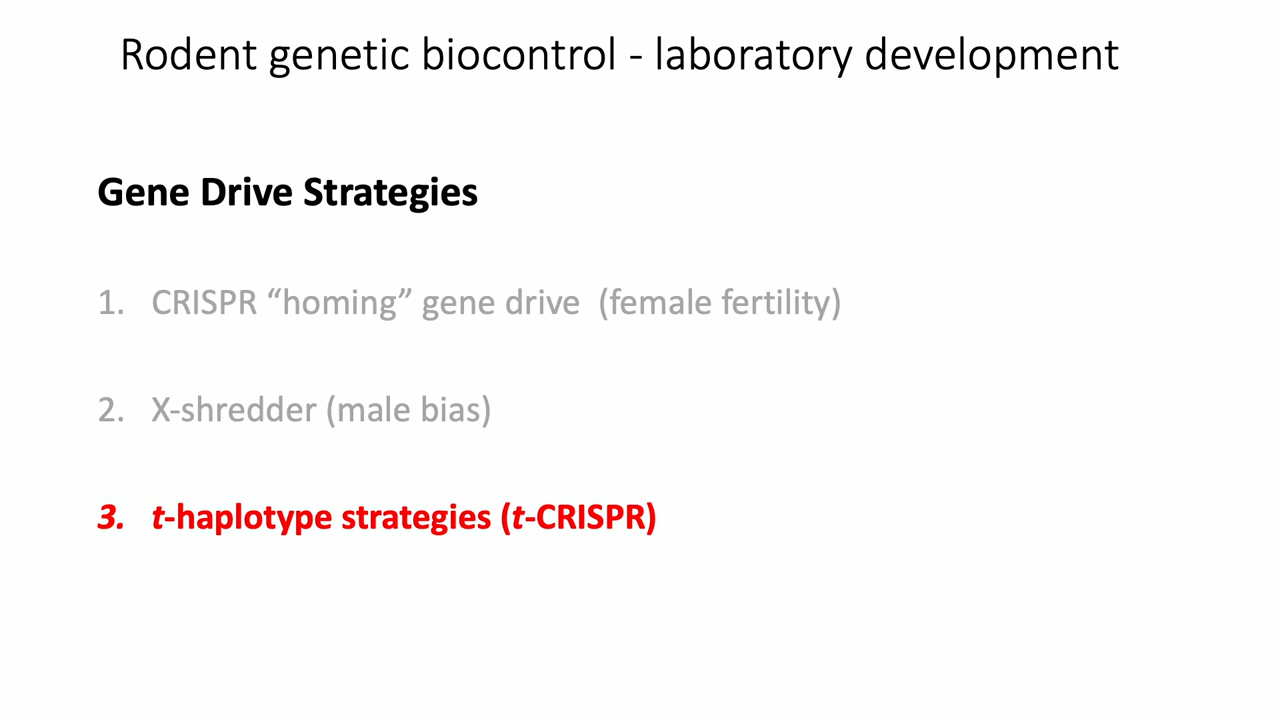 Rodent genetic biocontrol - laboratory development
Gene Drive Strategies
1. CRISPR “homing” gene drive (female fertility)
2. X-shredder (male bias)
3. t-haplotype strategies (t-CRISPR)